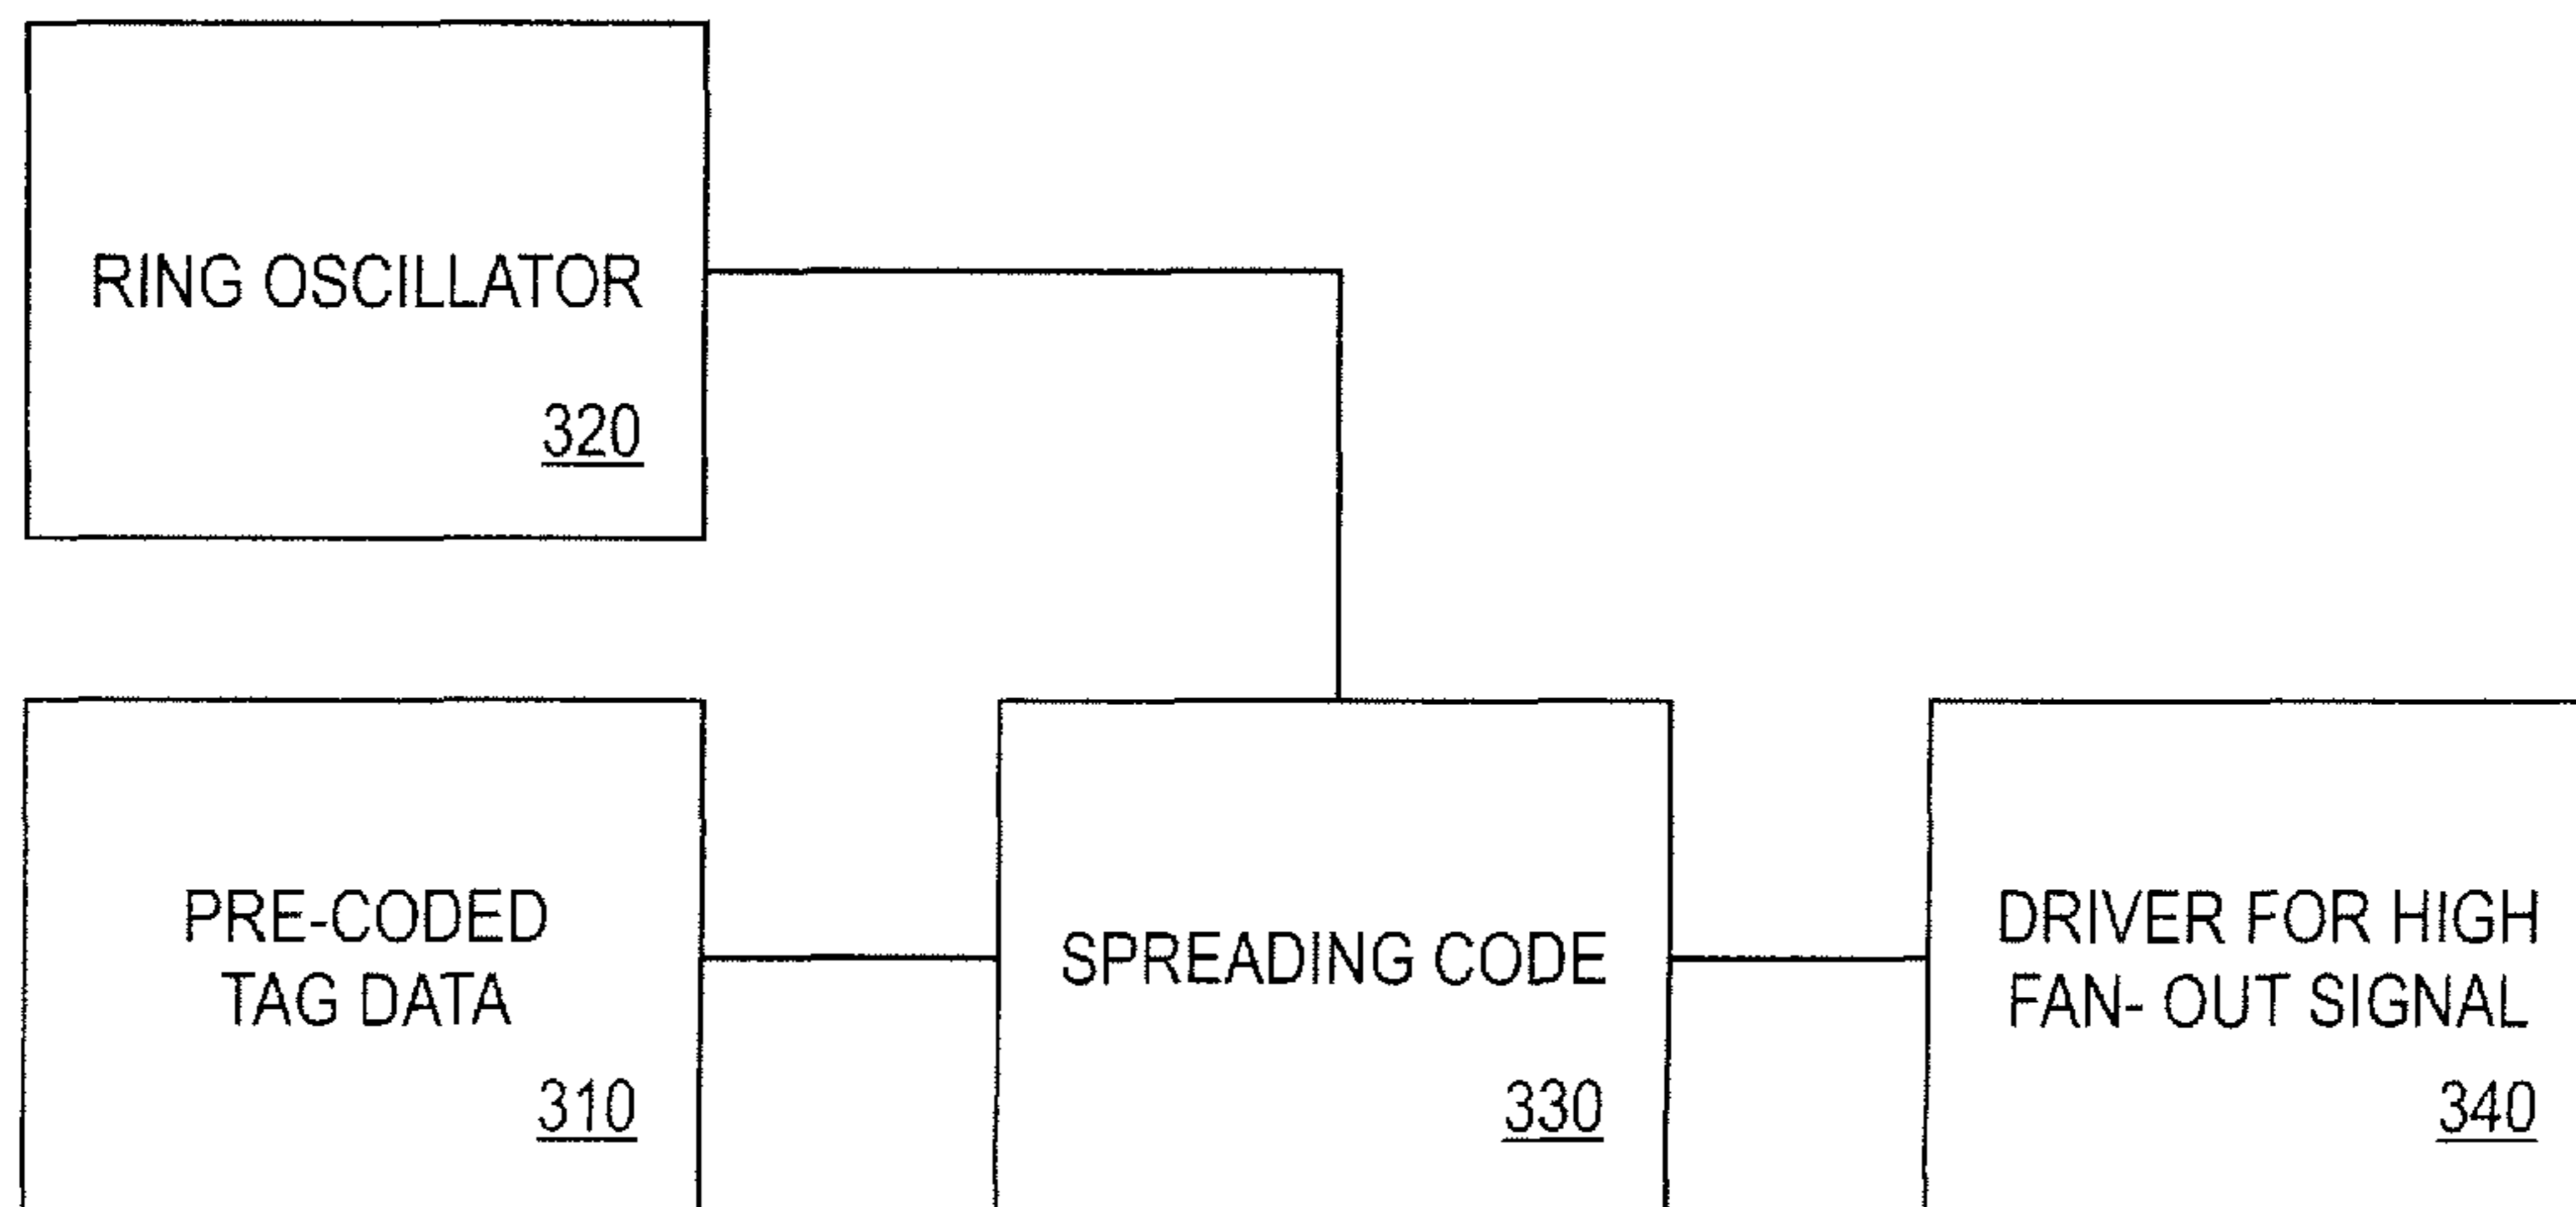 RING OSCILLATOR
320
PRE-CODED
TAG DATA
310
SPREADING CODE
330
DRIVER FOR HIGH
FAN- OUT SIGNAL
340